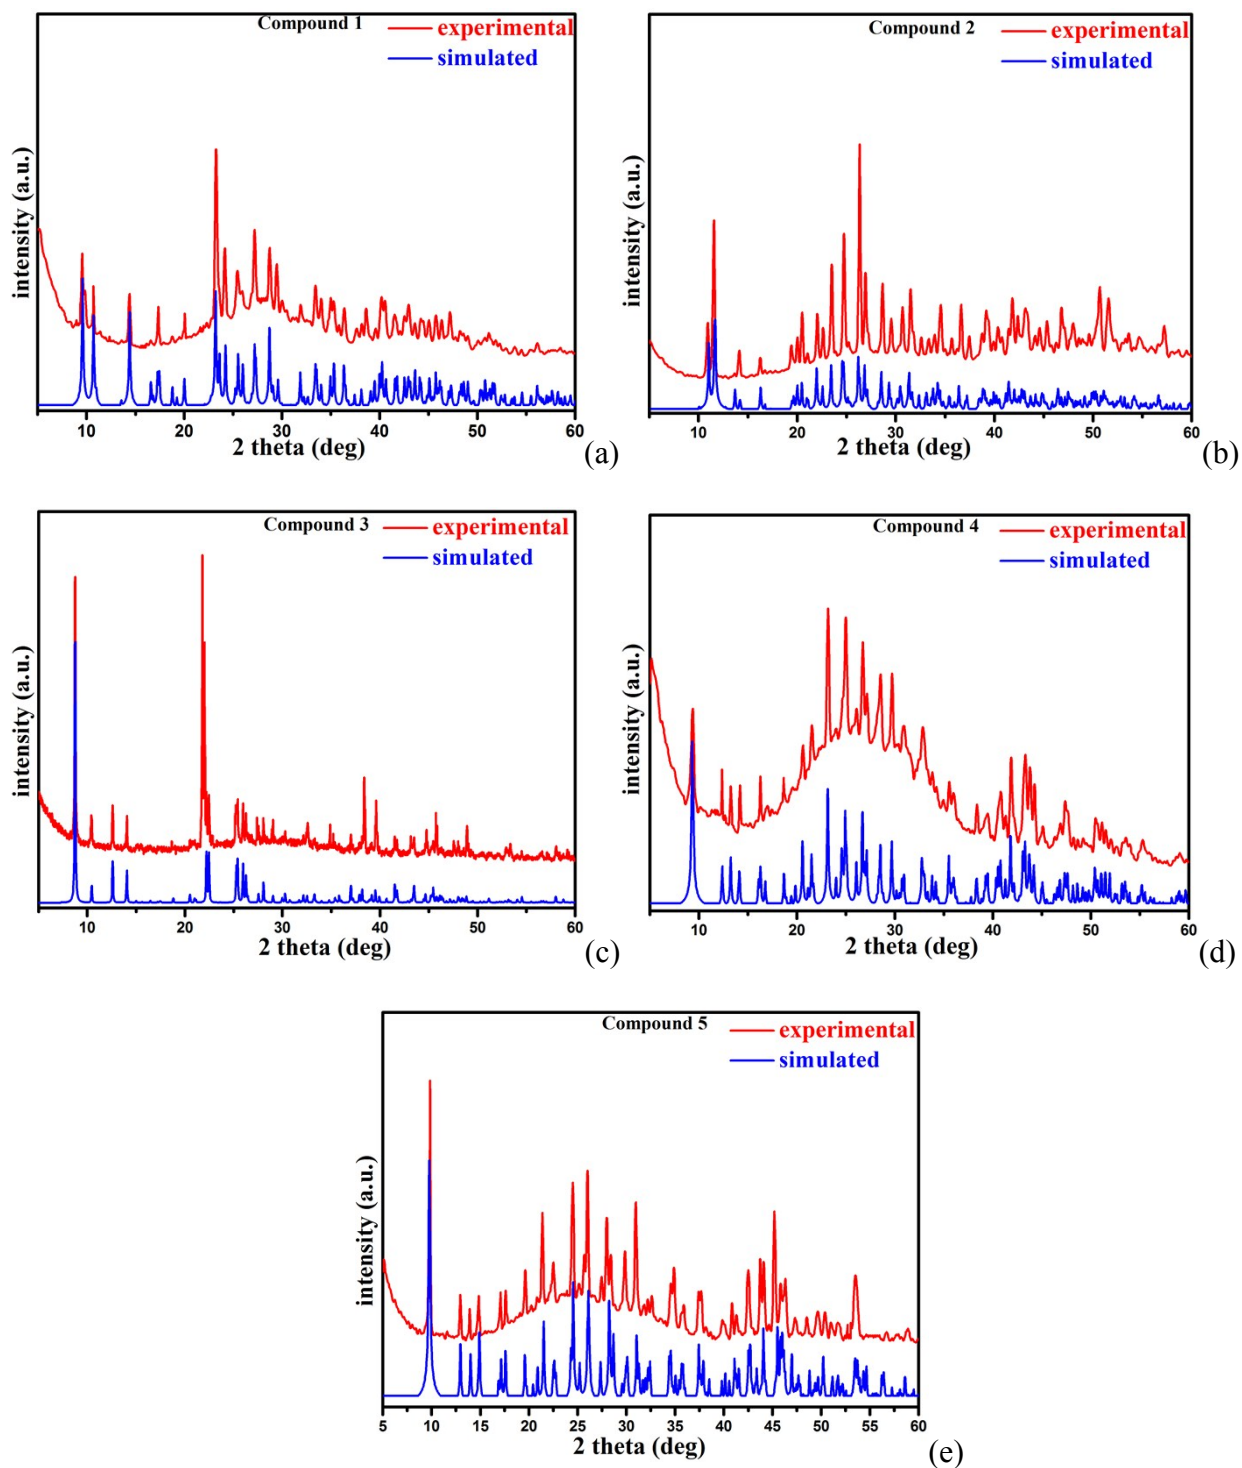 Compound 1
experimental
simulated
intensity (a.u.)
10 20 30 40 50 60
2 theta (deg)
(a)
Compound 2
experimental
simulated
intensity (a.u.)
10 20 30 40 50 60
2 theta (deg)
(b)
Compound 3
experimental
simulated
intensity (a.u.)
10 20 30 40 50 60
2 theta (deg)
(c)
Compound 4
experimental
simulated
intensity (a.u.)
10 20 30 40 50 60
2 theta (deg)
(d)
Compound 5
experimental
simulated
intensity (a.u.)
5 10 15 20 25 30 35 40 45 50 55 60
2 theta (deg)
(e)